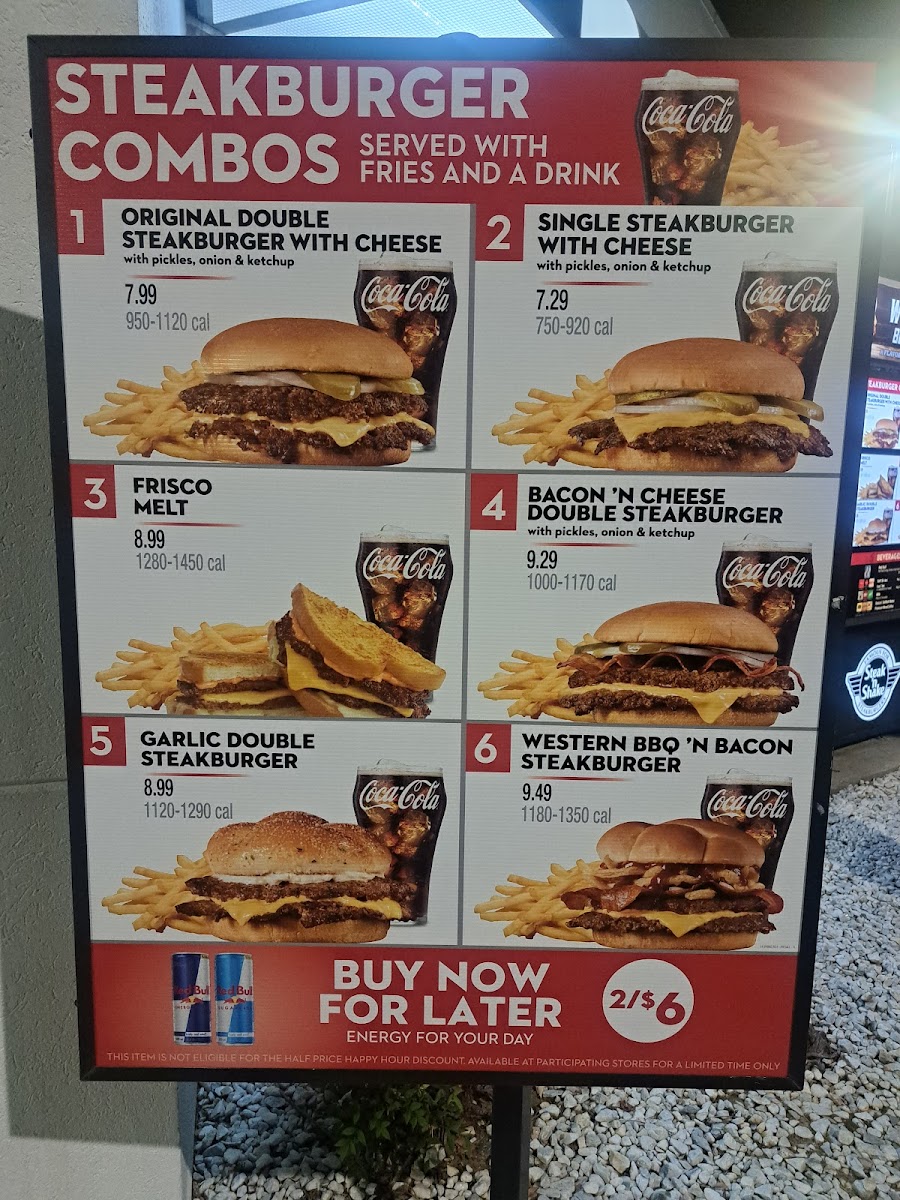 STEAKBURGER
COMBOS
SERVED WITH
FRIES AND A DRINK
Coca-Cola
1
ORIGINAL DOUBLE
STEAKBURGER WITH CHEESE
with pickles, onion & ketchup
7.99
950-1120 cal
Coca-Cola
2
SINGLE STEAKBURGER
WITH CHEESE
with pickles, onion & ketchup
7.29
750-920 cal
Coca-Cola
3
FRISCO
MELT
8.99
1280-1450 cal
Coca-Cola
4
BACON 'N CHEESE
DOUBLE STEAKBURGER
with pickles, onion & ketchup
9.29
1000-1170 cal
Coca-Cola
5
GARLIC DOUBLE
STEAKBURGER
8.99
1120-1290 cal
Coca-Cola
6
WESTERN BBQ 'N BACON
STEAKBURGER
9.49
1180-1350 cal
Coca-Cola
Red Bull
Red Bull
BUY NOW
FOR LATER
ENERGY FOR YOUR DAY
2/$6
THIS ITEM IS NOT ELIGIBLE FOR THE HALF PRICE HAPPY HOUR DISCOUNT. AVAILABLE AT PARTICIPATING STORES FOR A LIMITED TIME ONLY
Steak
'n
Shake